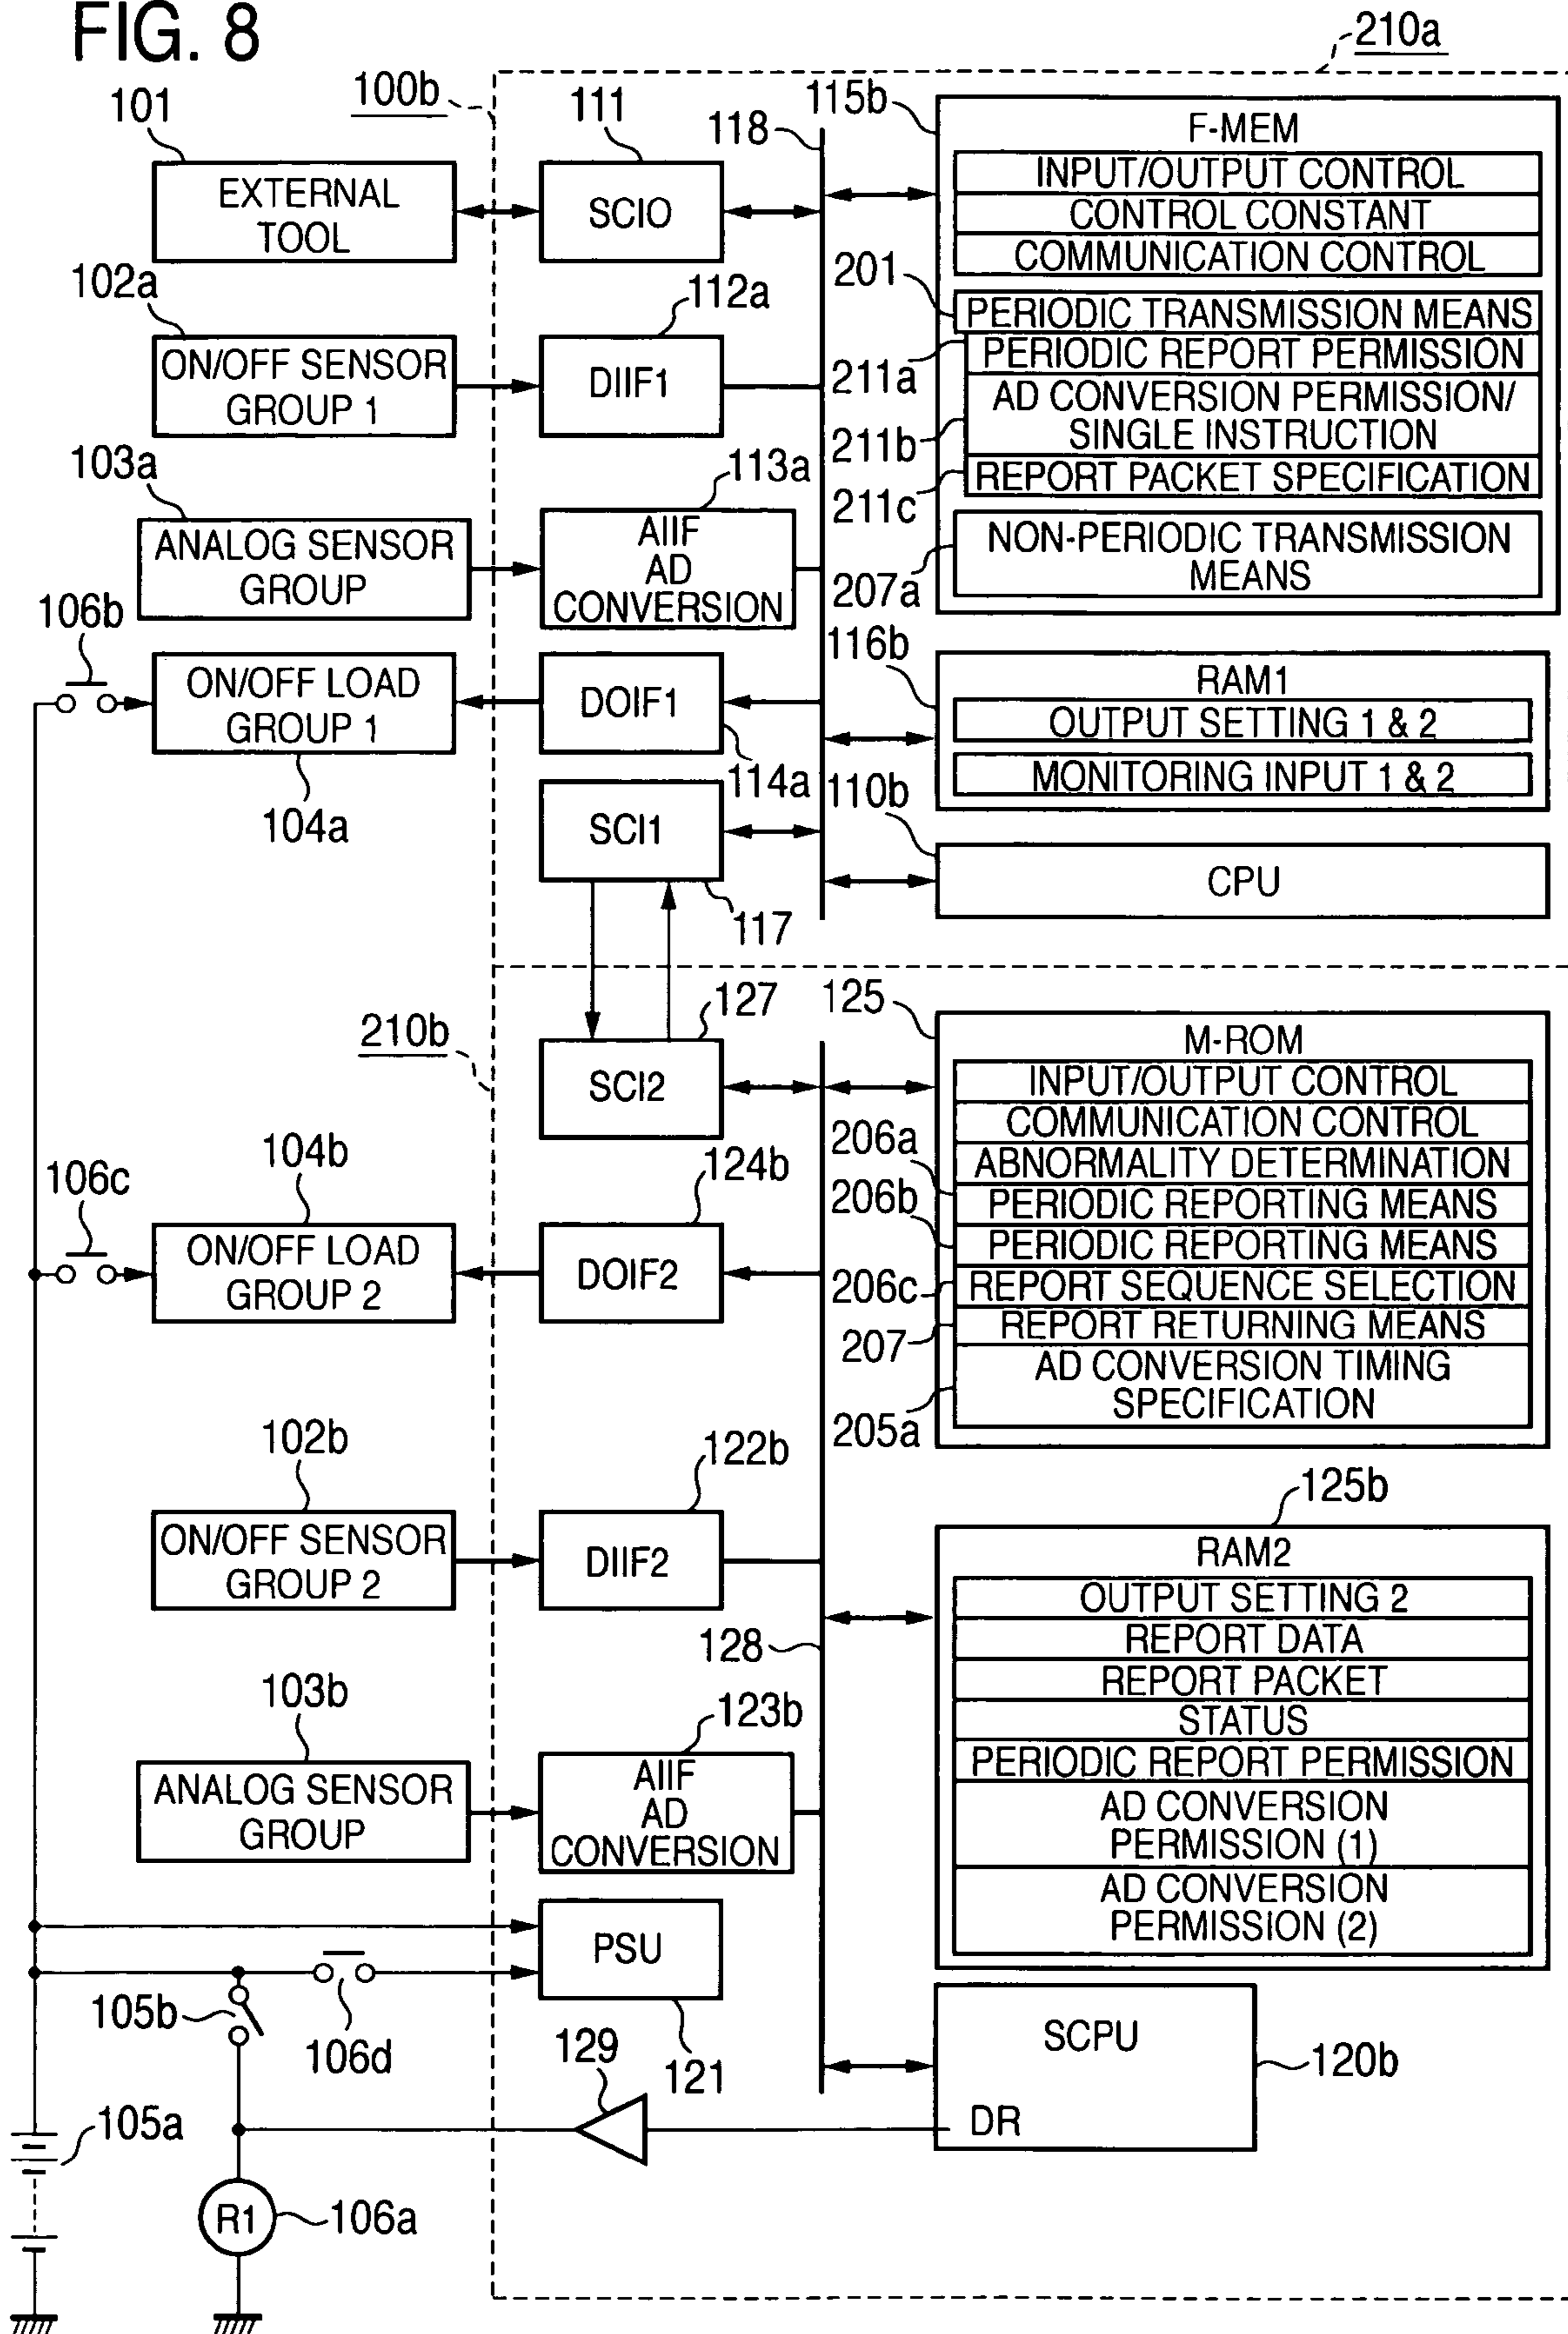 FIG. 8
210a
100b
101
111
118
115b
EXTERNAL
TOOL
SCIO
F-MEM
INPUT/OUTPUT CONTROL
CONTROL CONSTANT
COMMUNICATION CONTROL
102a
112a
201
PERIODIC TRANSMISSION MEANS
ON/OFF SENSOR
GROUP 1
DIIF1
211a
PERIODIC REPORT PERMISSION
211b
AD CONVERSION PERMISSION/
SINGLE INSTRUCTION
103a
113a
211c
REPORT PACKET SPECIFICATION
ANALOG SENSOR
GROUP
AIIF
AD
CONVERSION
207a
NON-PERIODIC TRANSMISSION
MEANS
106b
ON/OFF LOAD
GROUP 1
DOIF1
116b
RAM1
OUTPUT SETTING 1 & 2
MONITORING INPUT 1 & 2
104a
114a
110b
SCI1
CPU
117
127
125
210b
SCI2
M-ROM
INPUT/OUTPUT CONTROL
COMMUNICATION CONTROL
ABNORMALITY DETERMINATION
206a
PERIODIC REPORTING MEANS
206b
PERIODIC REPORTING MEANS
206c
REPORT SEQUENCE SELECTION
207
REPORT RETURNING MEANS
205a
AD CONVERSION TIMING
SPECIFICATION
104b
124b
106c
ON/OFF LOAD
GROUP 2
DOIF2
102b
122b
ON/OFF SENSOR
GROUP 2
DIIF2
125b
RAM2
OUTPUT SETTING 2
REPORT DATA
REPORT PACKET
STATUS
PERIODIC REPORT PERMISSION
AD CONVERSION
PERMISSION (1)
AD CONVERSION
PERMISSION (2)
128
103b
123b
ANALOG SENSOR
GROUP
AIIF
AD
CONVERSION
PSU
105b
106d
129
121
SCPU
120b
DR
105a
R1
106a